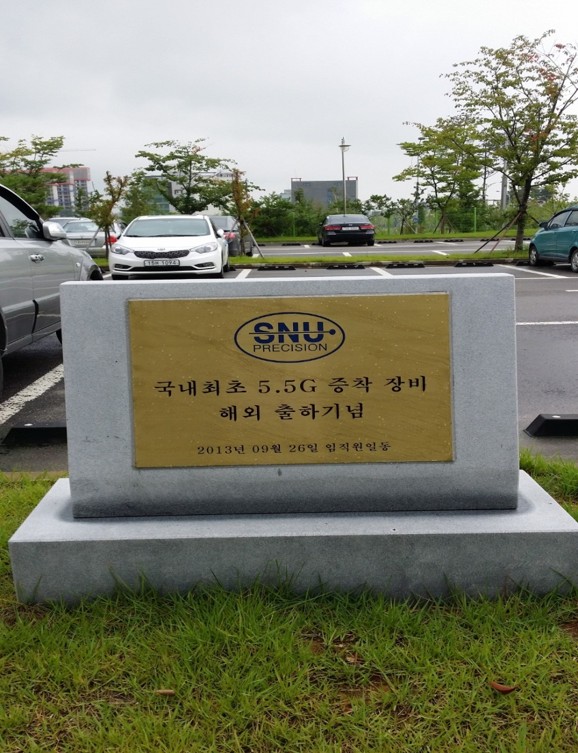 SNU
PRECISION
국내최초 5.5G 증착 장비
해외 출하기념
2013년 09월 26일 임직원일동